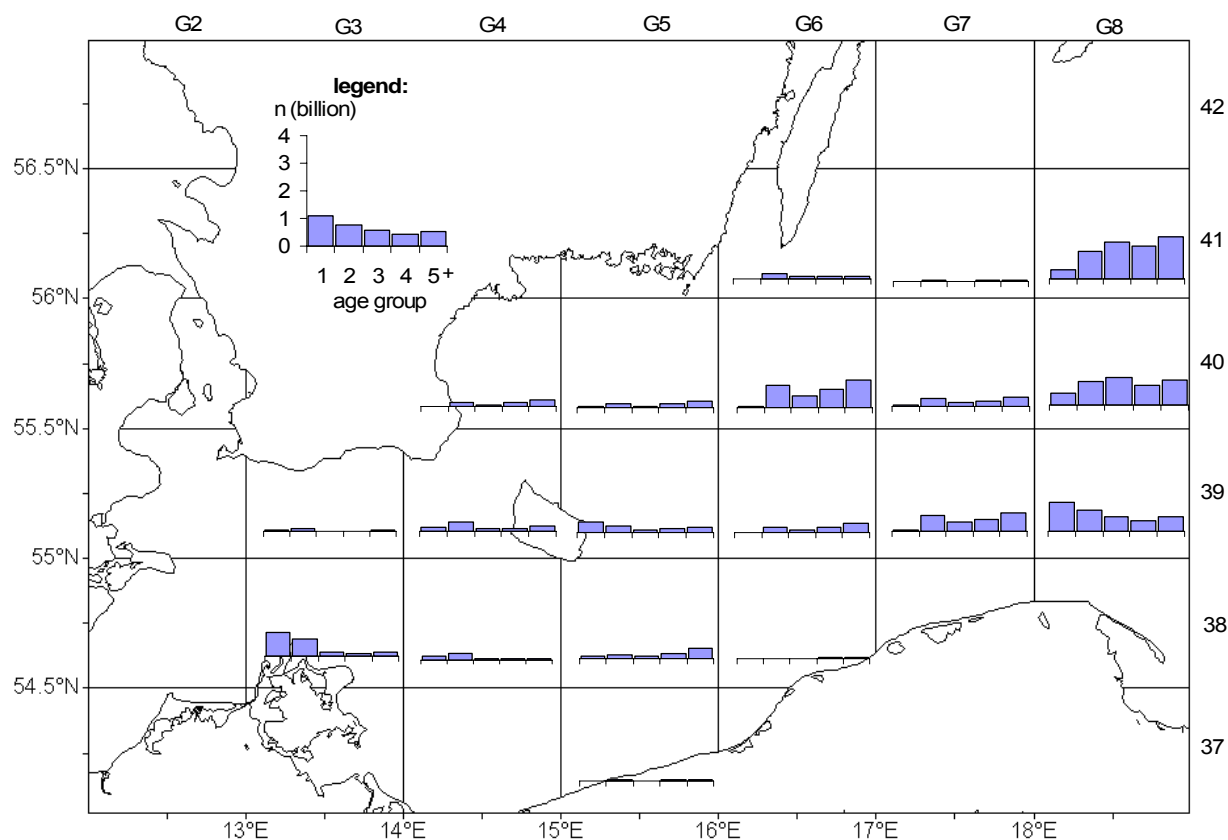 G2 G3 G4 G5 G6 G7 G8
legend:
n (billion)
4
3
2
1
0
1 2 3 4 5+
age group
42
41
40
39
38
37
56.5°N
56°N
55.5°N
55°N
54.5°N
13°E 14°E 15°E 16°E 17°E 18°E